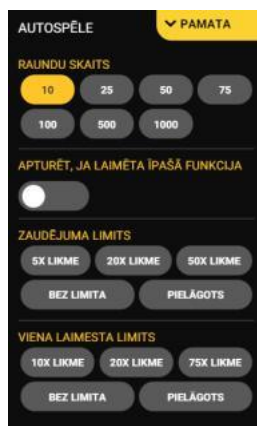 AUTOSPĒLE PAMATA
RAUNDU SKAITS
10 25 50 75
100 500 1000
APTURĒT, JA LAIMĒTA ĪPAŠĀ FUNKCIJA
ZAUDĒJUMA LIMITS
5X LIKME 20X LIKME 50X LIKME
BEZ LIMITA PIELĀGOTS
VIENA LAIMESTA LIMITS
10X LIKME 20X LIKME 75X LIKME
BEZ LIMITA PIELĀGOTS